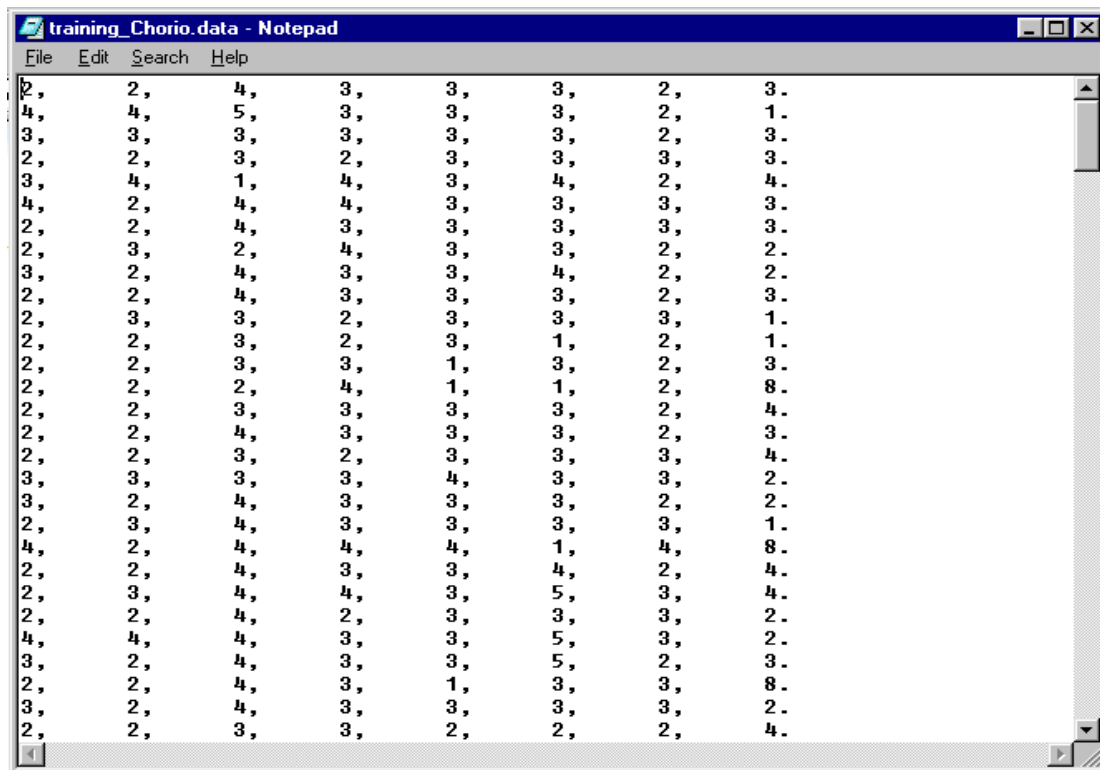 training_Chorio.data - Notepad
File Edit Search Help
2, 2, 4, 3, 3, 3, 2, 3.
4, 4, 5, 3, 3, 3, 2, 1.
3, 3, 3, 3, 3, 3, 2, 3.
2, 2, 3, 2, 3, 3, 3, 3.
3, 4, 1, 4, 3, 4, 2, 4.
4, 2, 4, 4, 3, 3, 3, 3.
2, 2, 4, 3, 3, 3, 3, 3.
2, 3, 2, 4, 3, 3, 2, 2.
3, 2, 4, 3, 3, 4, 2, 2.
2, 2, 4, 3, 3, 3, 2, 3.
2, 3, 3, 2, 3, 3, 3, 1.
2, 2, 3, 2, 3, 1, 2, 1.
2, 2, 3, 3, 1, 3, 2, 3.
2, 2, 2, 4, 1, 1, 2, 8.
2, 2, 3, 3, 3, 3, 2, 4.
2, 2, 4, 3, 3, 3, 2, 3.
2, 2, 3, 2, 3, 3, 3, 4.
3, 3, 3, 3, 4, 3, 3, 2.
3, 2, 4, 3, 3, 3, 2, 2.
2, 3, 4, 3, 3, 3, 3, 1.
4, 2, 4, 4, 4, 1, 4, 8.
2, 2, 4, 3, 3, 4, 2, 4.
2, 3, 4, 4, 3, 5, 3, 4.
2, 2, 4, 2, 3, 3, 3, 2.
4, 4, 4, 3, 3, 5, 3, 2.
3, 2, 4, 3, 3, 5, 2, 3.
2, 2, 4, 3, 1, 3, 3, 8.
3, 2, 4, 3, 3, 3, 3, 2.
2, 2, 3, 3, 2, 2, 2, 4.